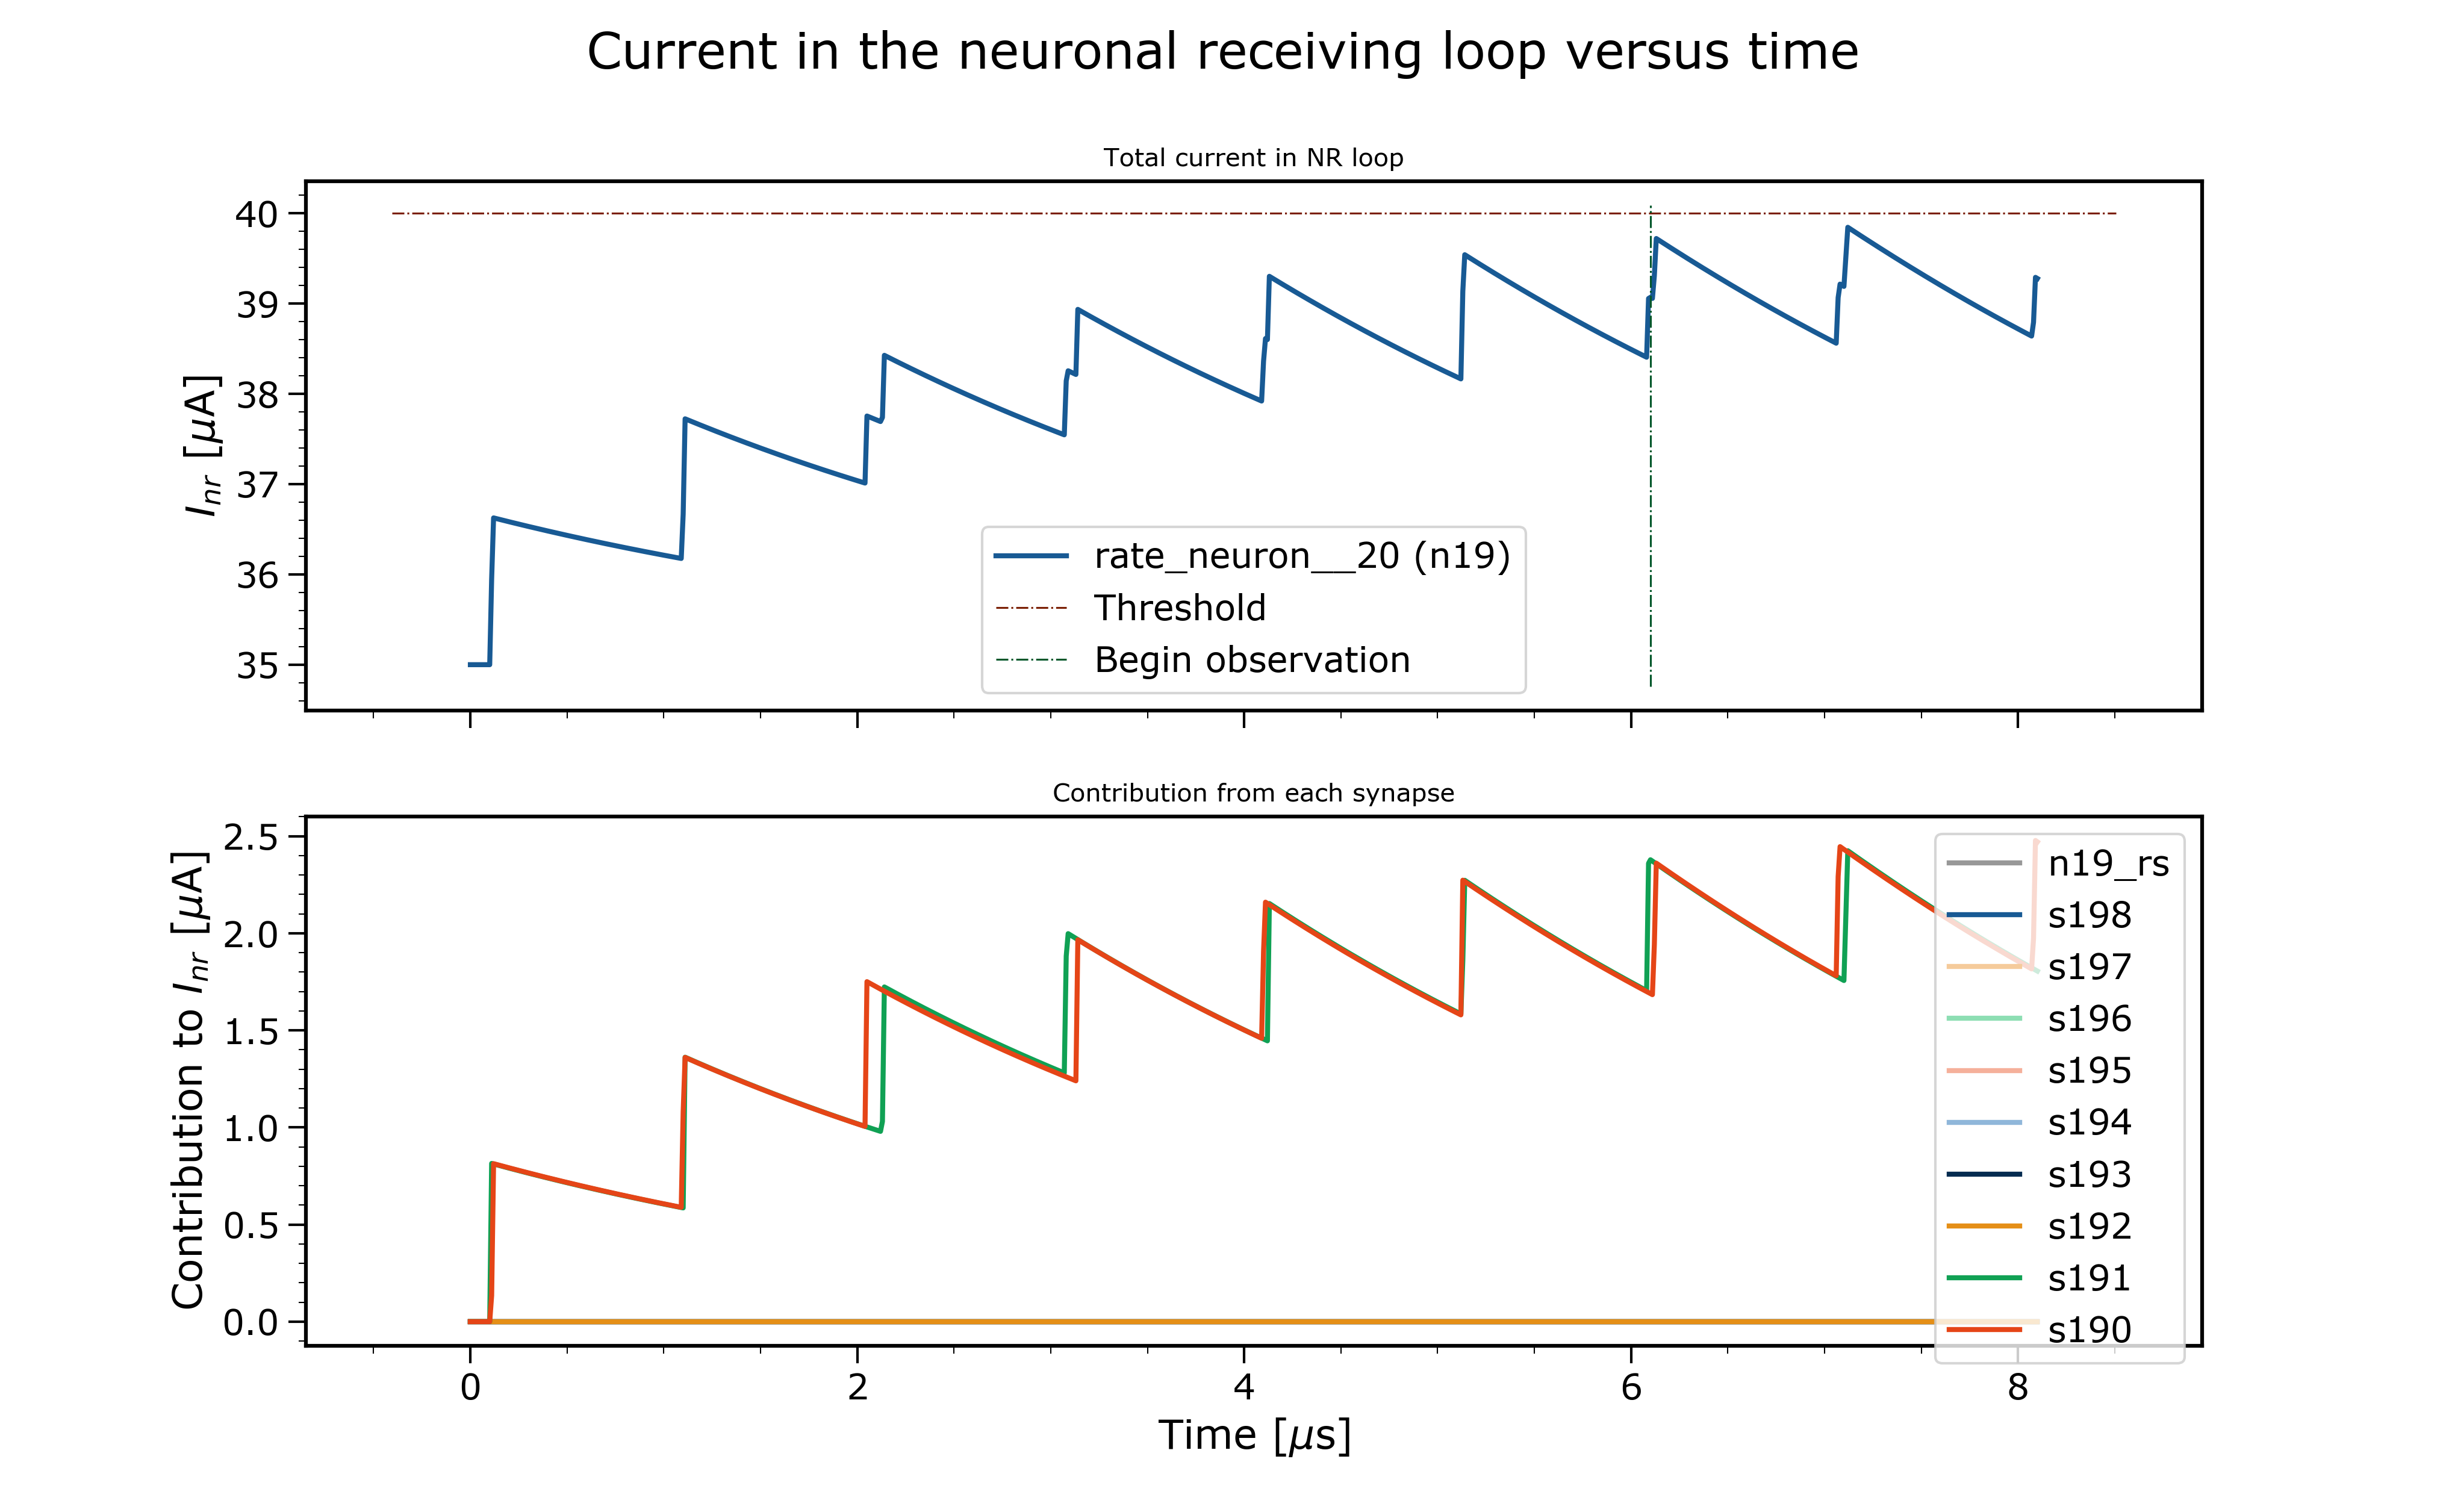 Current in the neuronal receiving loop versus time
Total current in NR loop
40
39
38
37
36
35
I_nr [μA]
rate_neuron__20 (n19)
Threshold
Begin observation
Contribution from each synapse
2.5
2.0
1.5
1.0
0.5
0.0
Contribution to I_nr [μA]
n19_rs
s198
s197
s196
s195
s194
s193
s192
s191
s190
0 2 4 6 8
Time [μs]